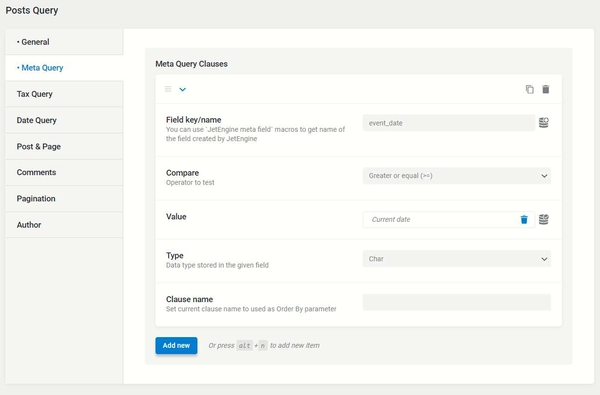 Posts Query
• General
• Meta Query
Tax Query
Date Query
Post & Page
Comments
Pagination
Author
Meta Query Clauses
Field key/name
You can use `JetEngine meta field` macros to get name
of the field created by JetEngine
event_date
Compare
Operator to test
Greater or equal (>=)
Value
Current date
Type
Data type stored in the given field
Char
Clause name
Set current clause name to used as Order By parameter
Add new
Or press alt + n to add new item